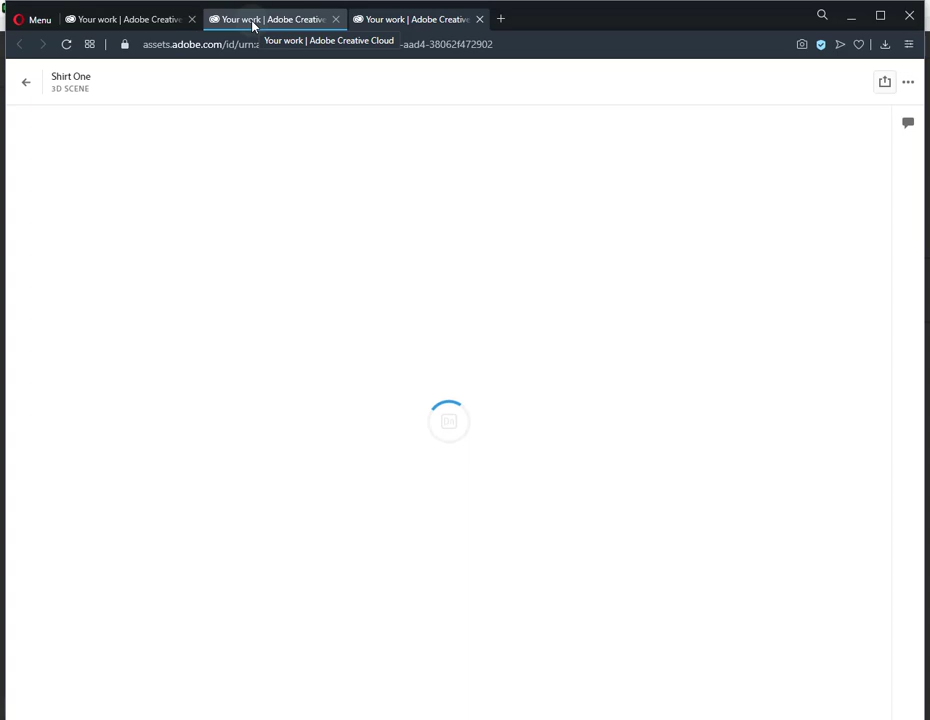 Menu
Your work | Adobe Creative
Your work | Adobe Creative
Your work | Adobe Creative
Your work | Adobe Creative Cloud
assets.adobe.com/id/urn:a
-aad4-38062f472902
Shirt One
3D SCENE
Dn